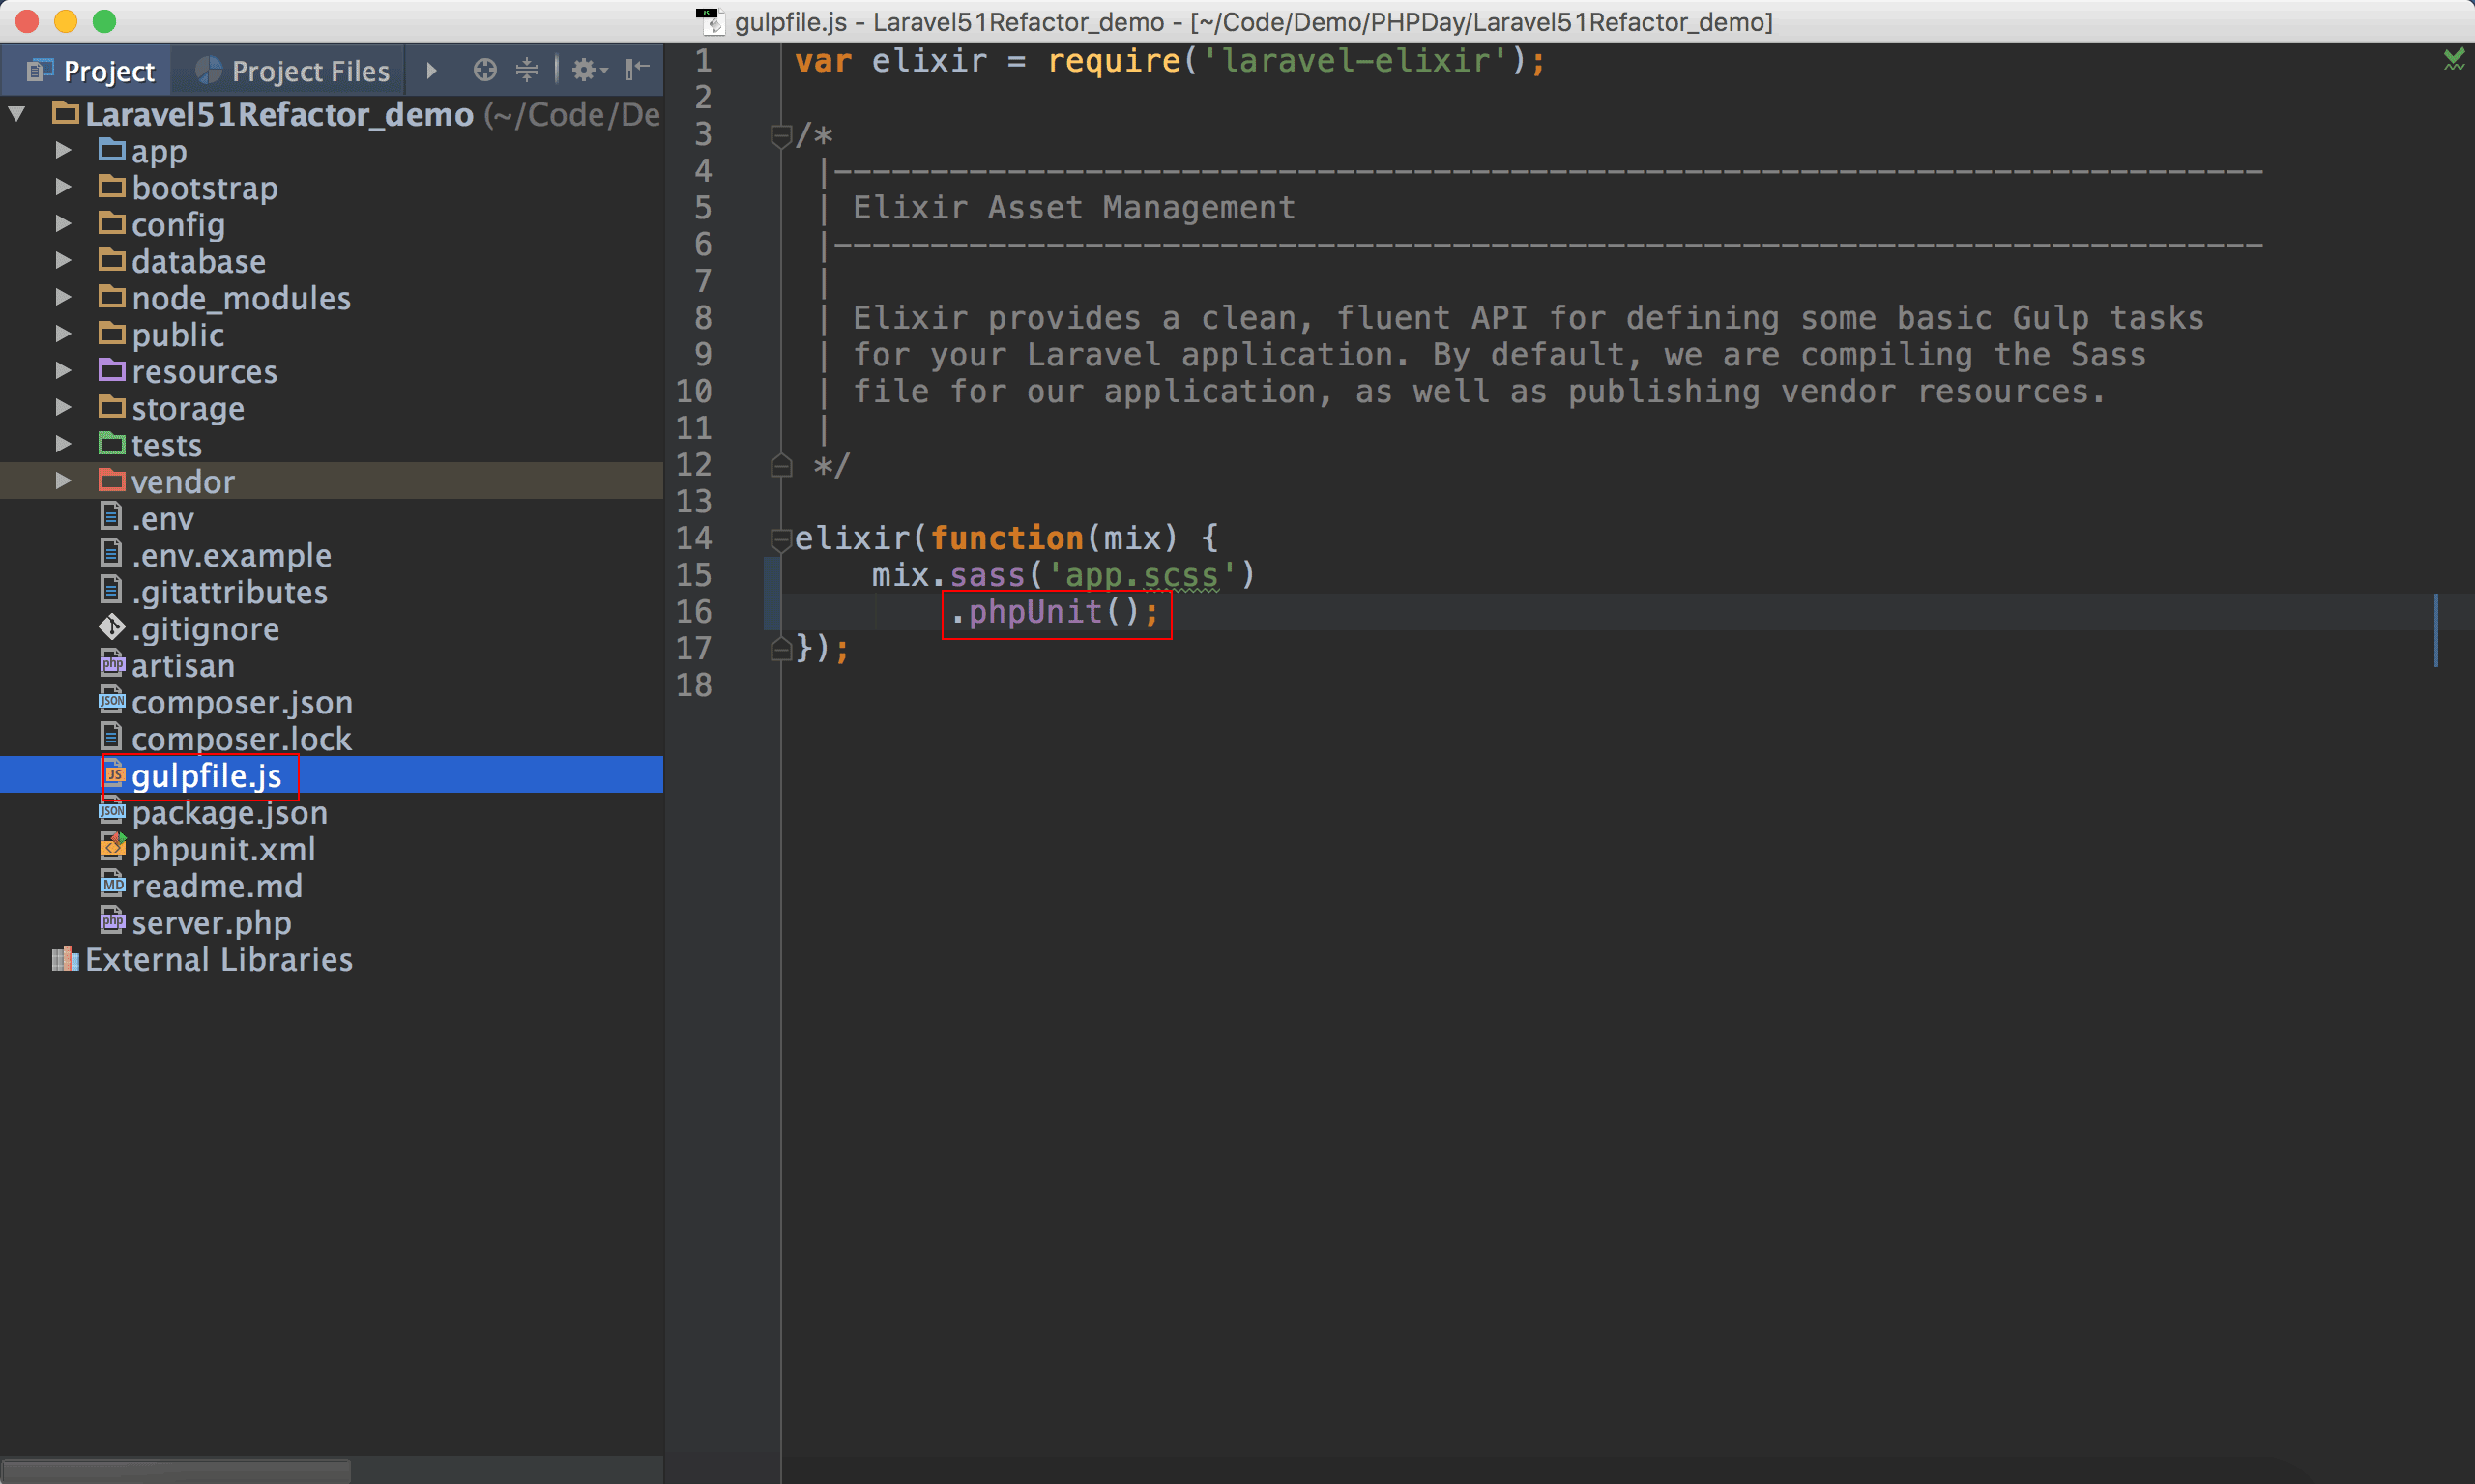 gulpfile.js - Laravel51Refactor_demo - [~/Code/Demo/PHPDay/Laravel51Refactor_demo]
Project
Project Files
Laravel51Refactor_demo (~/Code/De
app
bootstrap
config
database
node_modules
public
resources
storage
tests
vendor
.env
.env.example
.gitattributes
.gitignore
artisan
composer.json
composer.lock
gulpfile.js
package.json
phpunit.xml
readme.md
server.php
External Libraries
1 var elixir = require('laravel-elixir');
2
3 /*
4 |--------------------------------------------------------------------------
5 | Elixir Asset Management
6 |--------------------------------------------------------------------------
7 |
8 | Elixir provides a clean, fluent API for defining some basic Gulp tasks
9 | for your Laravel application. By default, we are compiling the Sass
10 | file for our application, as well as publishing vendor resources.
11 |
12 */
13
14 elixir(function(mix) {
15 mix.sass('app.scss')
16 .phpUnit();
17 });
18